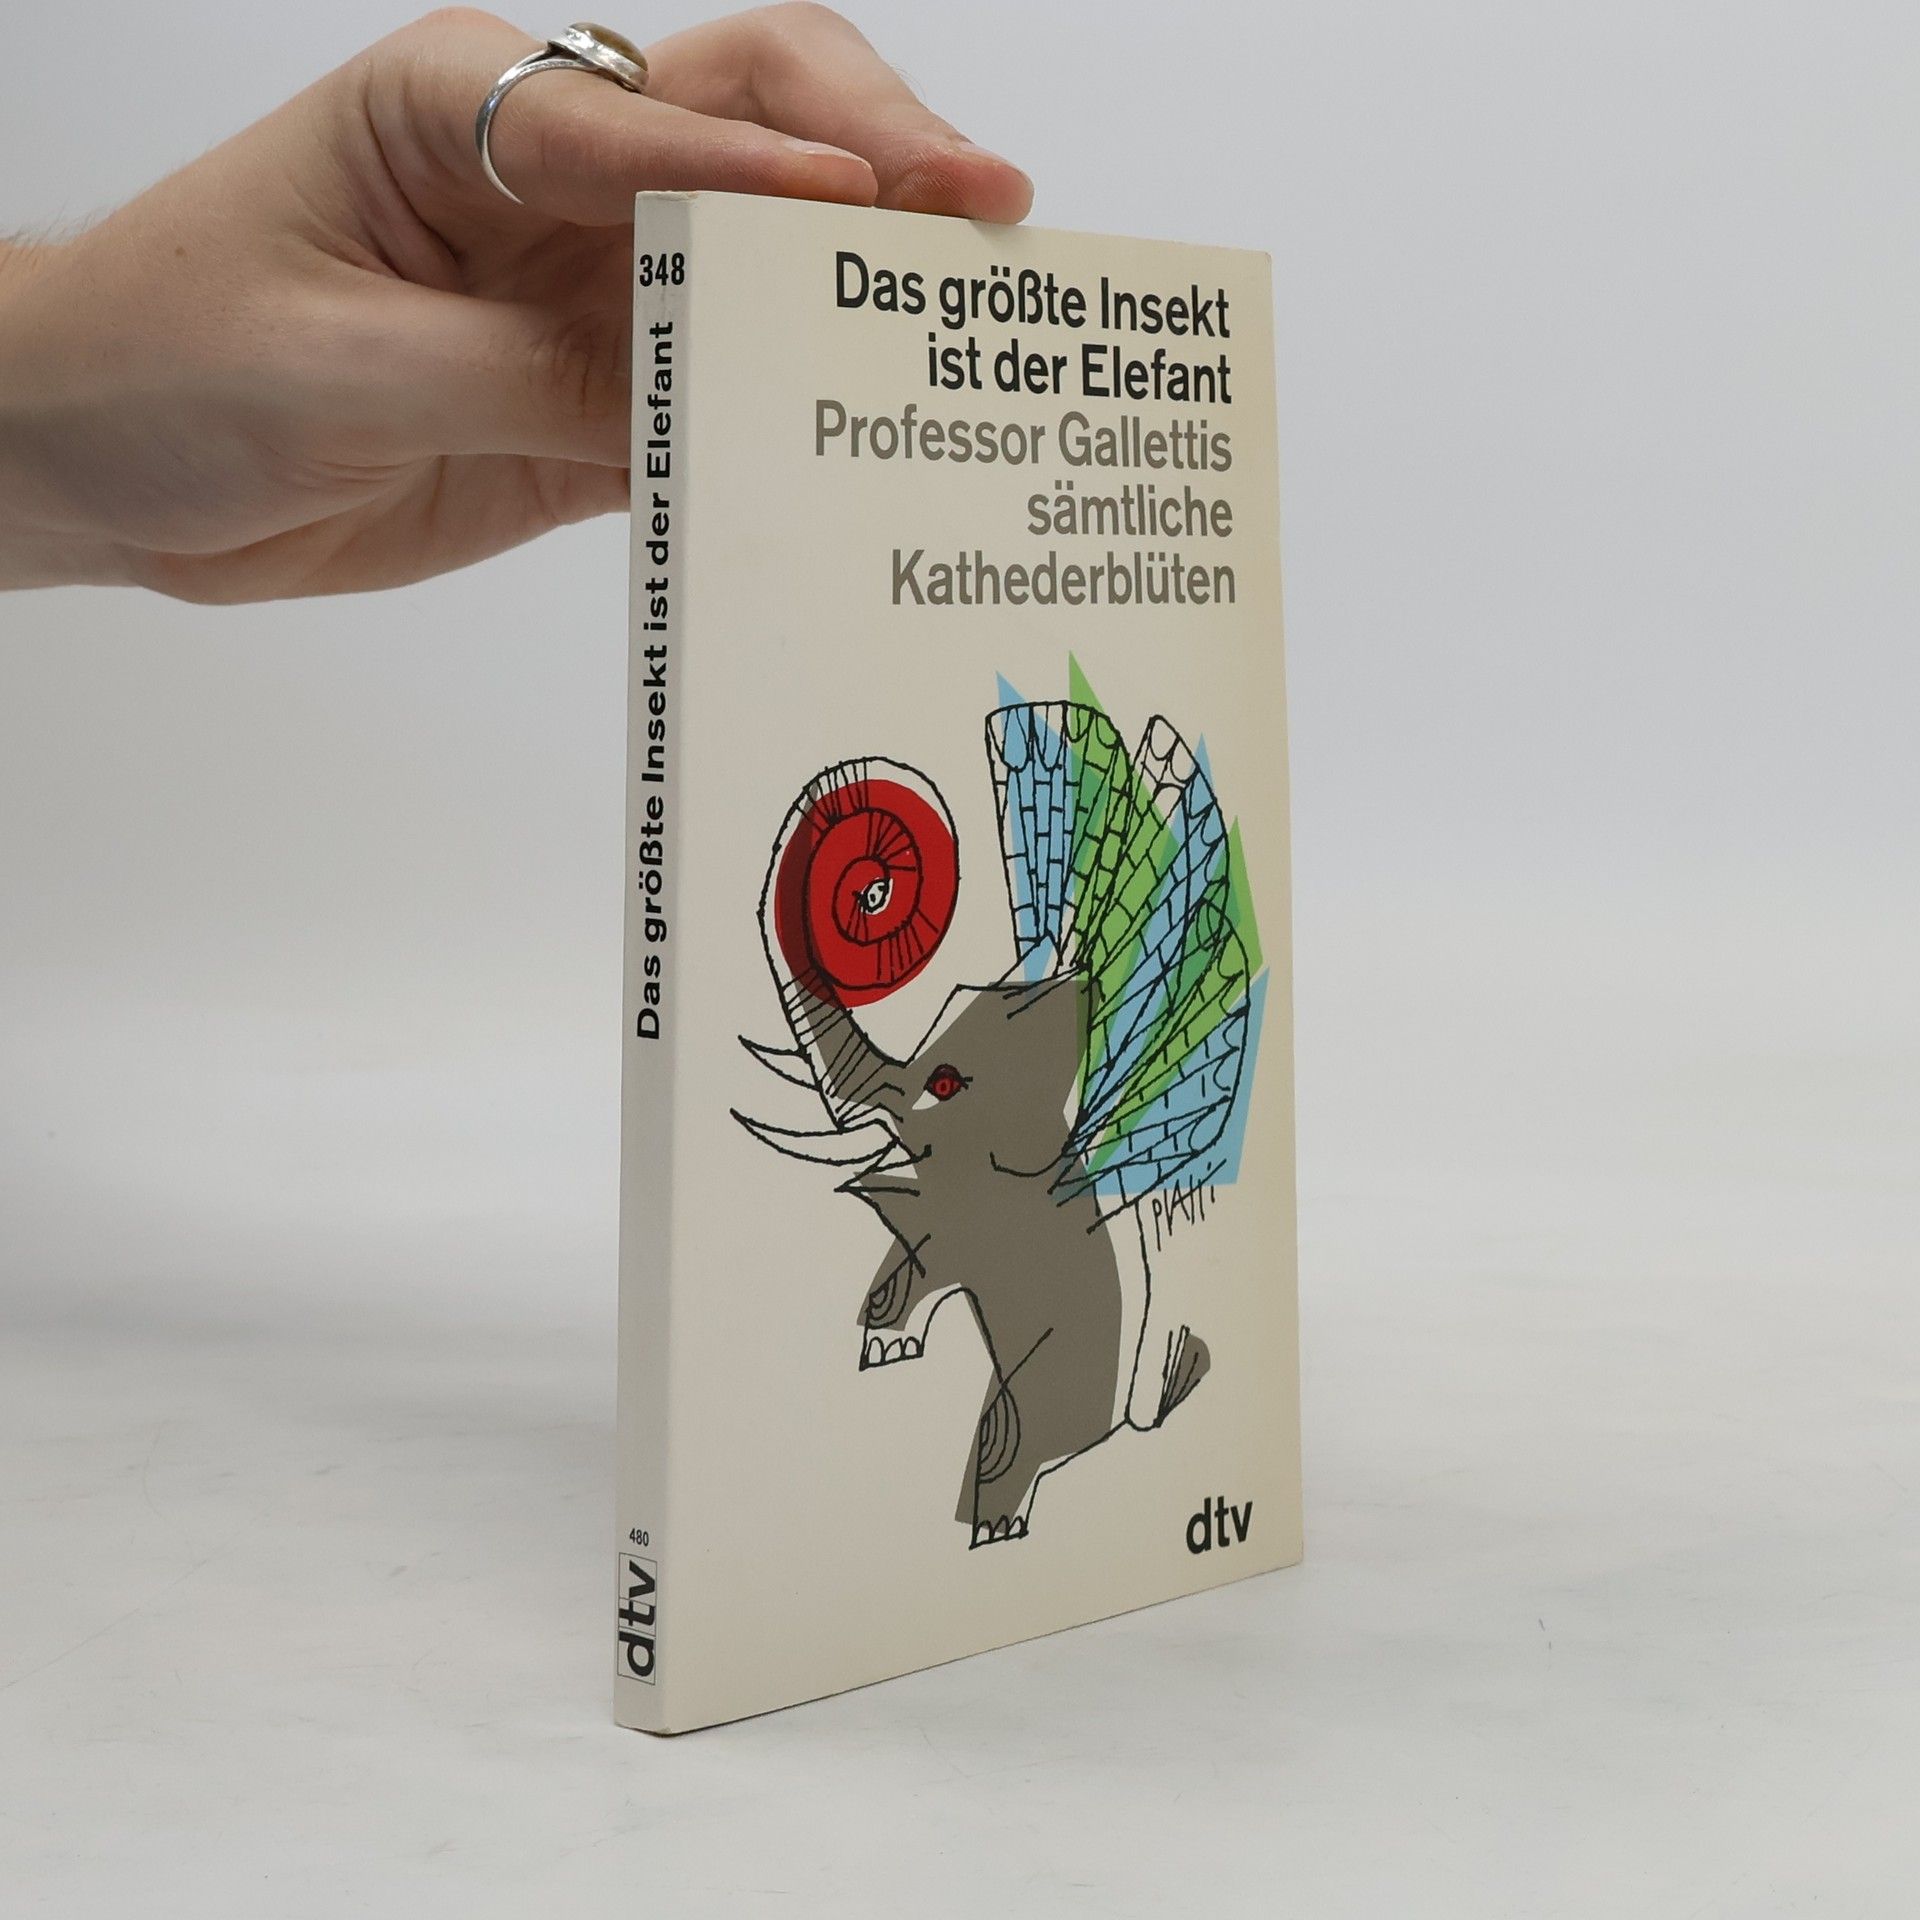 348
Das größte Insekt ist der Elefant
480
dtv
Das größte Insekt
ist der Elefant
Professor Gallettis
sämtliche
Kathederblüten
PlAtti
dtv